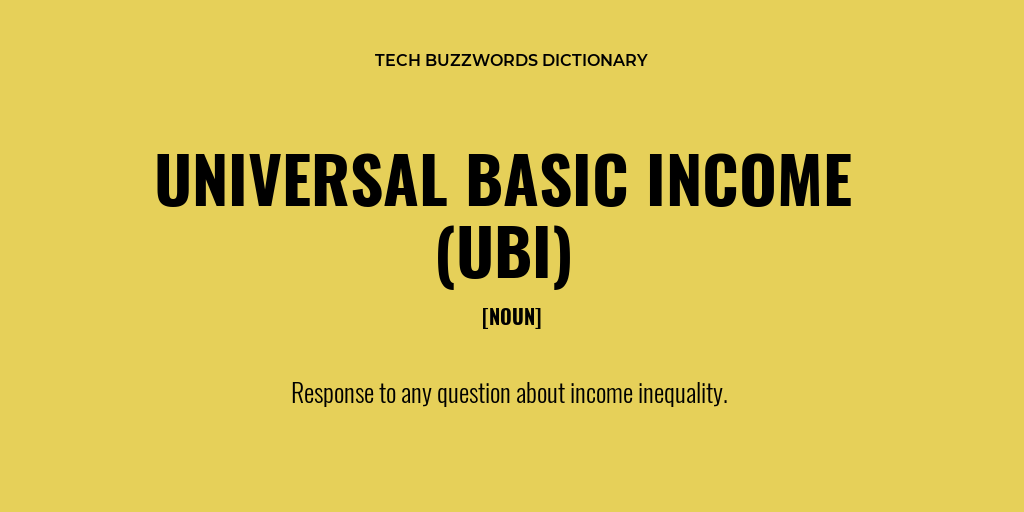 TECH BUZZWORDS DICTIONARY
UNIVERSAL BASIC INCOME
(UBI)
[NOUN]
Response to any question about income inequality.